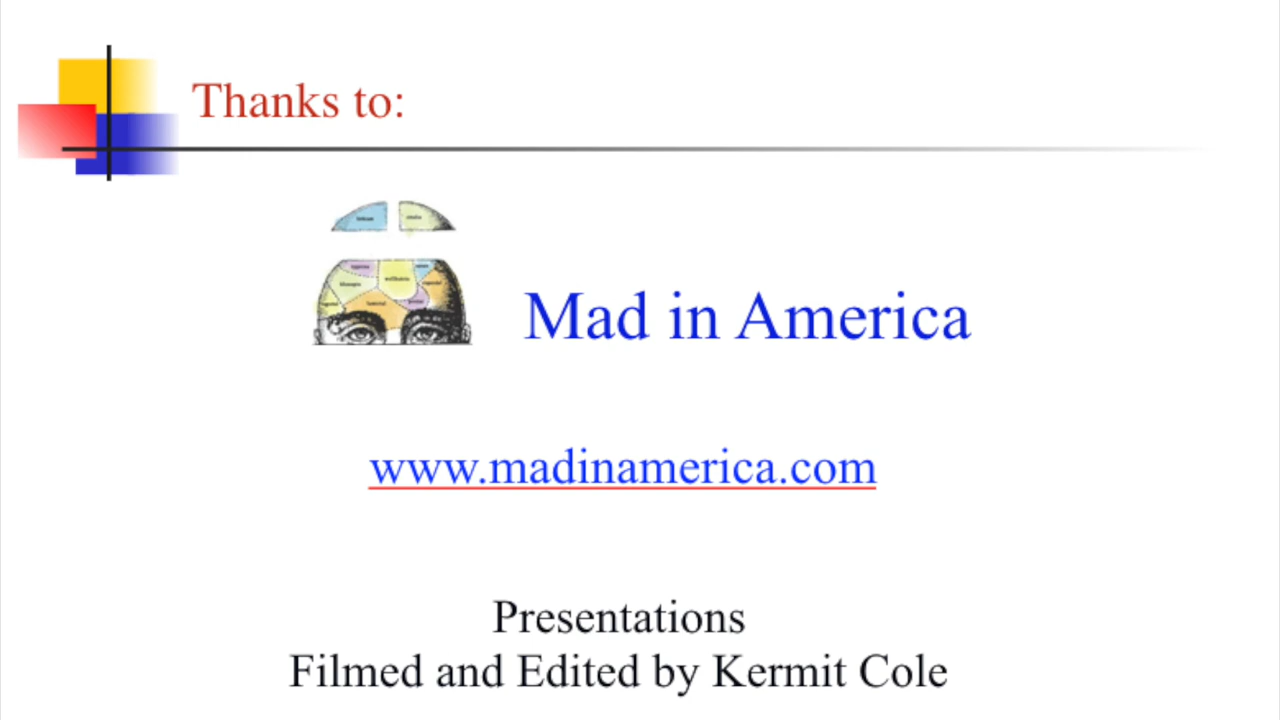 Thanks to:
Mad in America
www.madinamerica.com
Presentations
Filmed and Edited by Kermit Cole